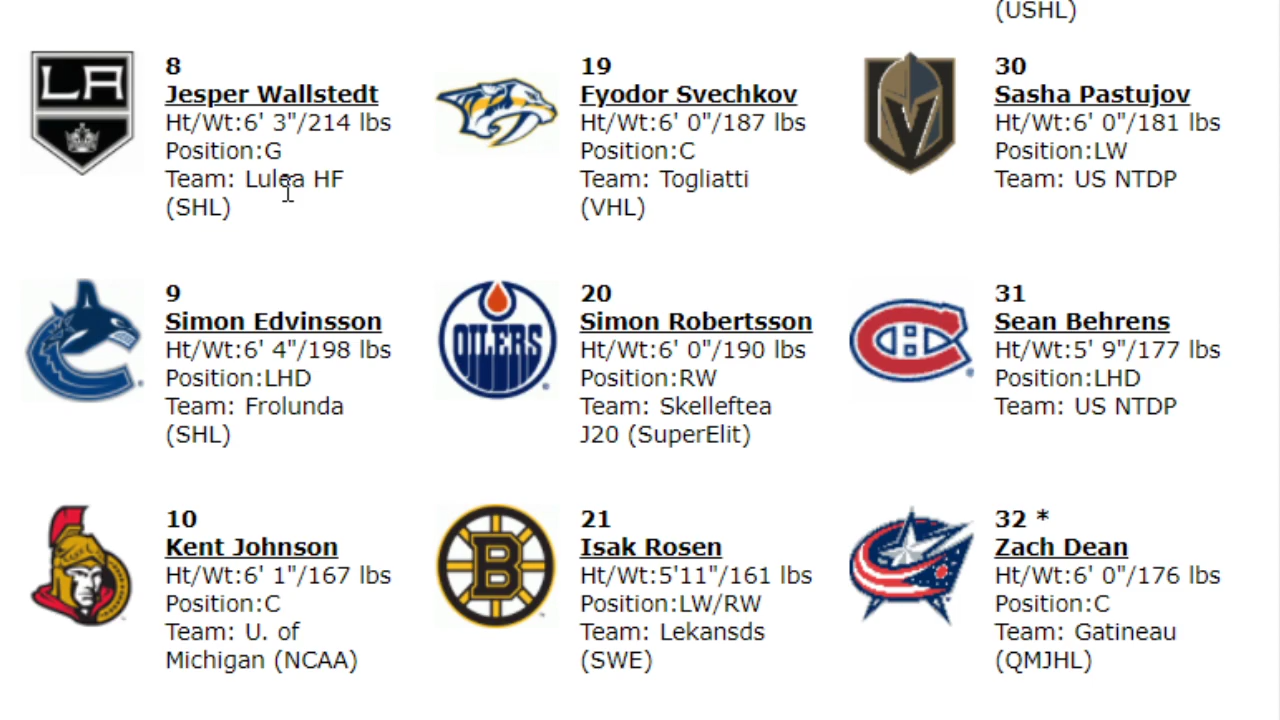 (USHL)
8
Jesper Wallstedt
Ht/Wt:6' 3"/214 lbs
Position:G
Team: Lulea HF
(SHL)
19
Fyodor Svechkov
Ht/Wt:6' 0"/187 lbs
Position:C
Team: Togliatti
(VHL)
30
Sasha Pastujov
Ht/Wt:6' 0"/181 lbs
Position:LW
Team: US NTDP
LA
9
Simon Edvinsson
Ht/Wt:6' 4"/198 lbs
Position:LHD
Team: Frolunda
(SHL)
OILERS
20
Simon Robertsson
Ht/Wt:6' 0"/190 lbs
Position:RW
Team: Skelleftea
J20 (SuperElit)
CH
31
Sean Behrens
Ht/Wt:5' 9"/177 lbs
Position:LHD
Team: US NTDP
10
Kent Johnson
Ht/Wt:6' 1"/167 lbs
Position:C
Team: U. of
Michigan (NCAA)
B
21
Isak Rosen
Ht/Wt:5'11"/161 lbs
Position:LW/RW
Team: Lekansds
(SWE)
32 *
Zach Dean
Ht/Wt:6' 0"/176 lbs
Position:C
Team: Gatineau
(QMJHL)